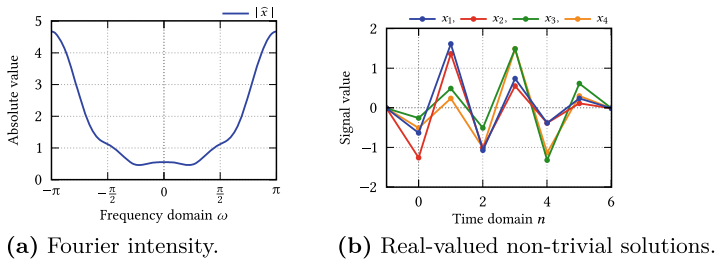 | x̂ |
x₁, x₂, x₃, x₄
5
4
3
2
1
0
Absolute value
−π −π/2 0 π/2 π
Frequency domain ω
2
1
0
−1
−2
Signal value
0 2 4 6
Time domain n
(a) Fourier intensity.
(b) Real-valued non-trivial solutions.